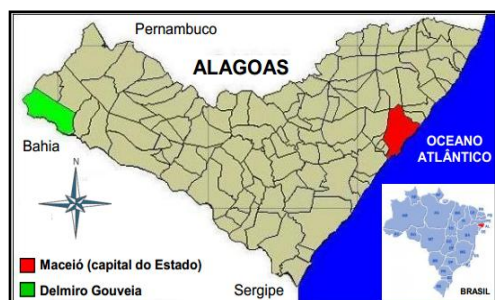 Pernambuco
ALAGOAS
Bahia
OCEANO
ATLÂNTICO
N
Maceió (capital do Estado)
Delmiro Gouveia
Sergipe
BRASIL